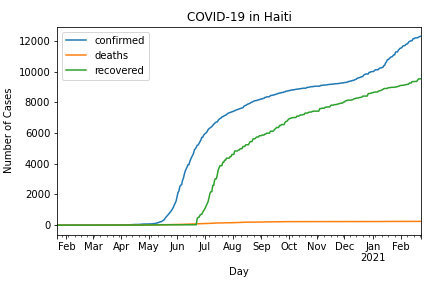 COVID-19 in Haiti
confirmed
deaths
recovered
Number of Cases
12000
10000
8000
6000
4000
2000
0
Feb Mar Apr May Jun Jul Aug Sep Oct Nov Dec Jan Feb
2021
Day